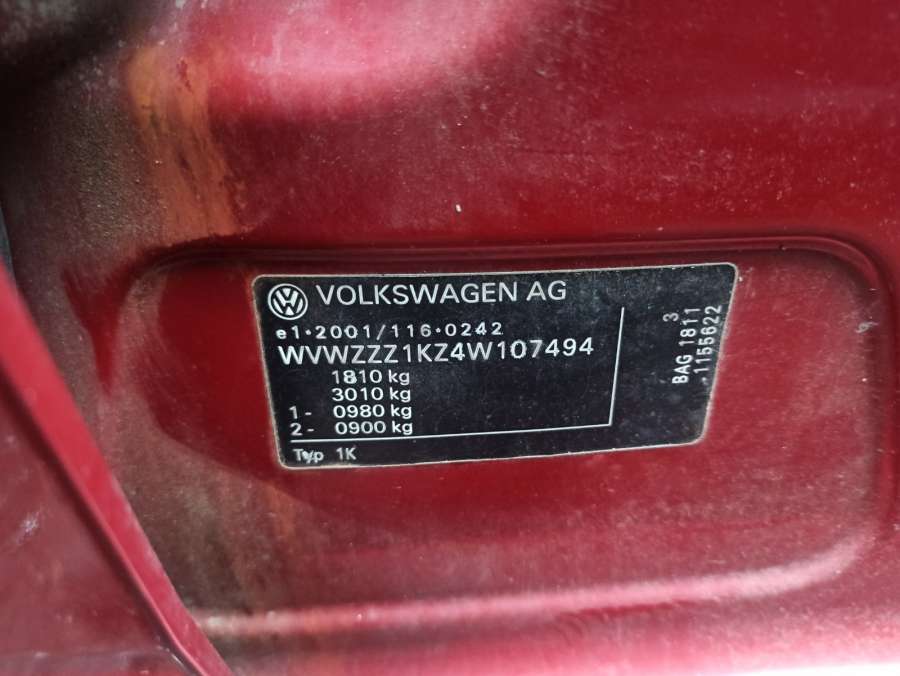 VOLKSWAGEN AG
e1*2001/116*0242
WVWZZZ1KZ4W107494
1810 kg
3010 kg
1- 0980 kg
2- 0900 kg
Typ 1K
3
BAG 1811
1155622